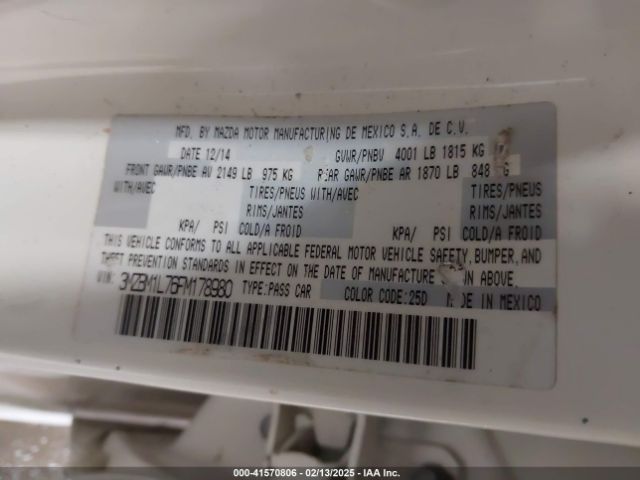 MFD. BY MAZDA MOTOR MANUFACTURING DE MEXICO S.A. DE C.V.
DATE 12/14 GVWR/PNBV 4001 LB 1815 KG
FRONT GAWR/PNBE AV 2149 LB 975 KG REAR GAWR/PNBE AR 1870 LB 848 KG
WITH/AVEC TIRES/PNEUS WITH/AVEC TIRES/PNEUS
RIMS/JANTES RIMS/JANTES
KPA/ PSI COLD/A FROID KPA/ PSI COLD/A FROID
THIS VEHICLE CONFORMS TO ALL APPLICABLE FEDERAL MOTOR VEHICLE SAFETY, BUMPER, AND
THEFT PREVENTION STANDARDS IN EFFECT ON THE DATE OF MANUFACTURE SHOWN ABOVE.
VIN: 3MZBM1L76FM178980 TYPE:PASS CAR COLOR CODE:25D MADE IN MEXICO
000-41570806 - 02/13/2025 - IAA Inc.